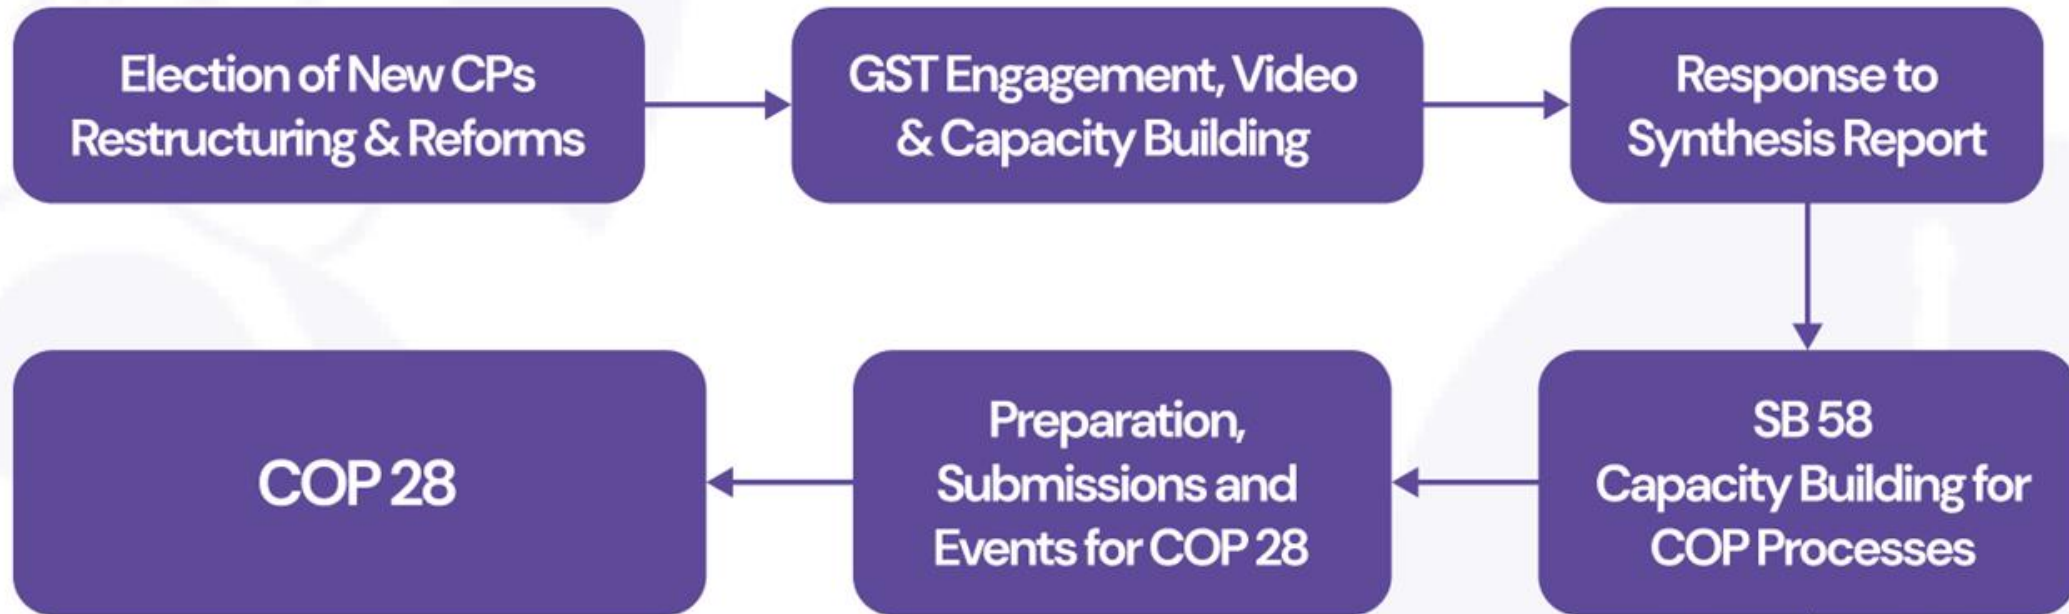 Election of New CPs
Restructuring & Reforms
GST Engagement, Video
& Capacity Building
Response to
Synthesis Report
SB 58
Capacity Building for
COP Processes
Preparation,
Submissions and
Events for COP 28
COP 28